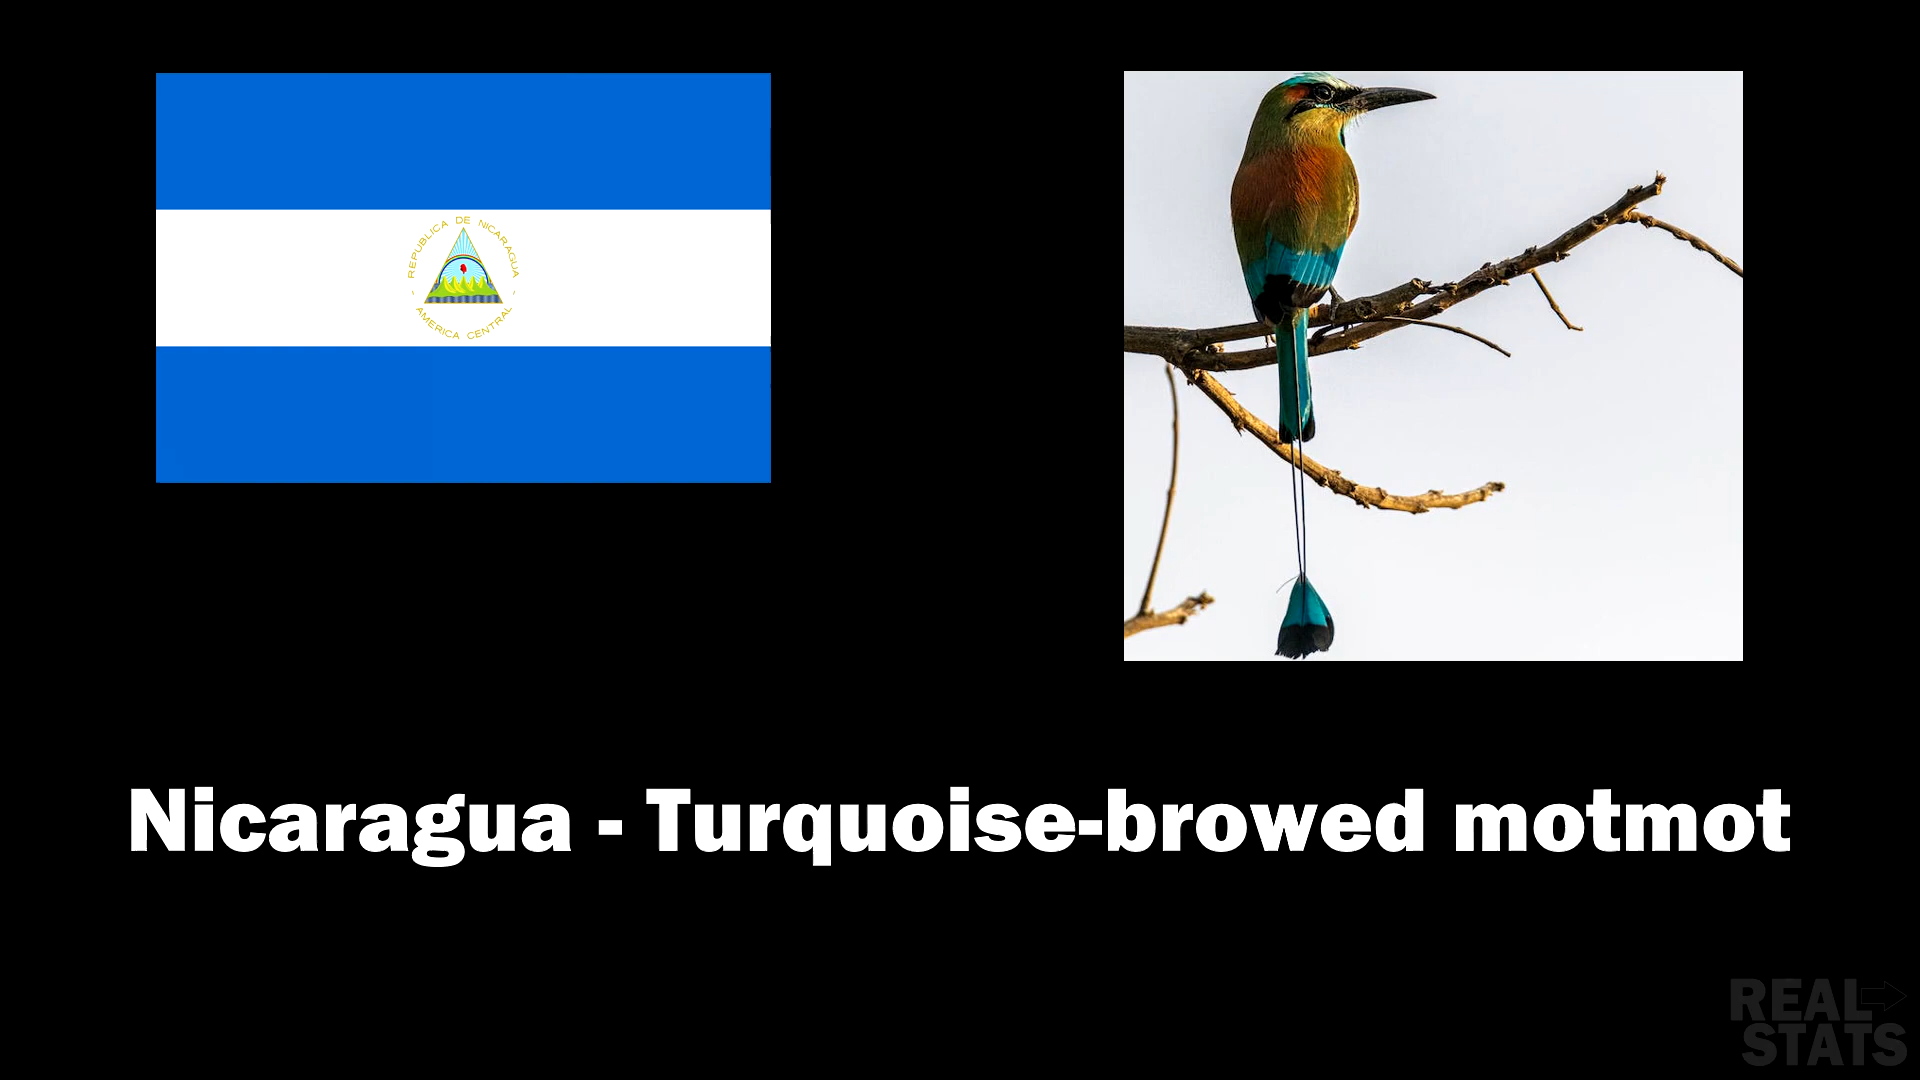 REPUBLICA DE NICARAGUA
AMERICA CENTRAL
Nicaragua - Turquoise-browed motmot
REAL
STATS